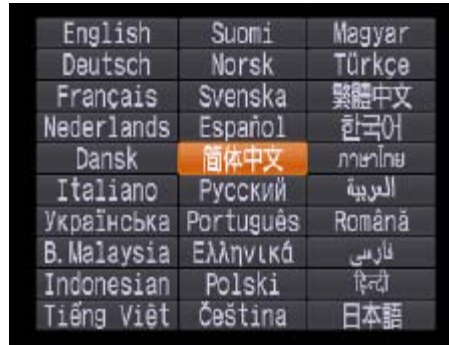 English Suomi Magyar
Deutsch Norsk Türkçe
Français Svenska 繁體中文
Nederlands Español 한국어
Dansk 简体中文 ภาษาไทย
Italiano Русский العربية
Українська Português Română
B.Malaysia Ελληνικά فارسی
Indonesian Polski हिन्दी
Tiếng Việt Čeština 日本語